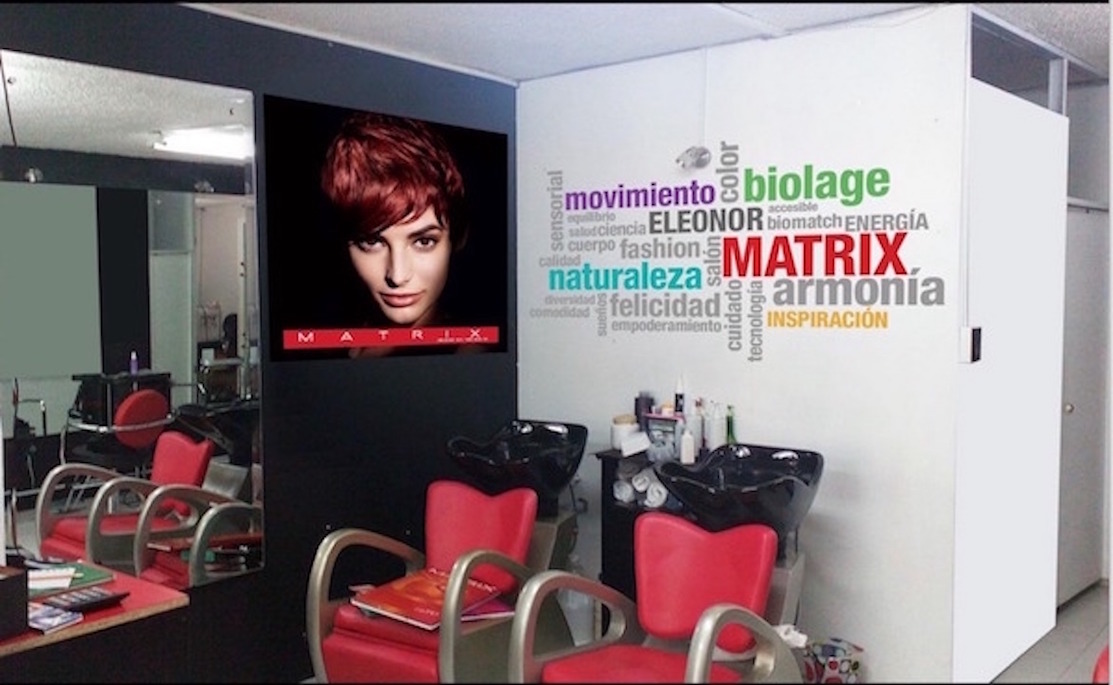 MATRIX
sensorial
movimiento
color
biolage
equilibrio
ELEONOR
accesible
salud
ciencia
biomatch
ENERGÍA
cuerpo
fashion
salón
MATRIX
calidad
naturaleza
armonía
diversidad
sueños
felicidad
cuidado
tecnología
comodidad
empoderamiento
INSPIRACIÓN
MATRIX